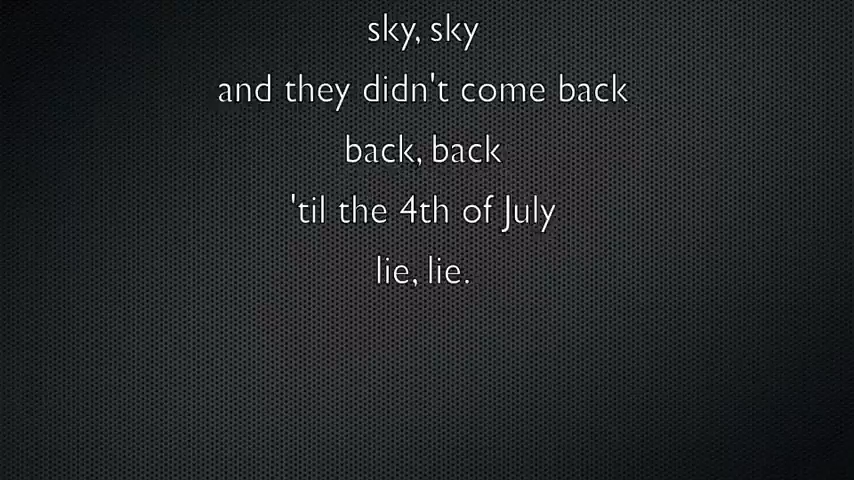 sky, sky
and they didn't come back
back, back
'til the 4th of July
lie, lie.